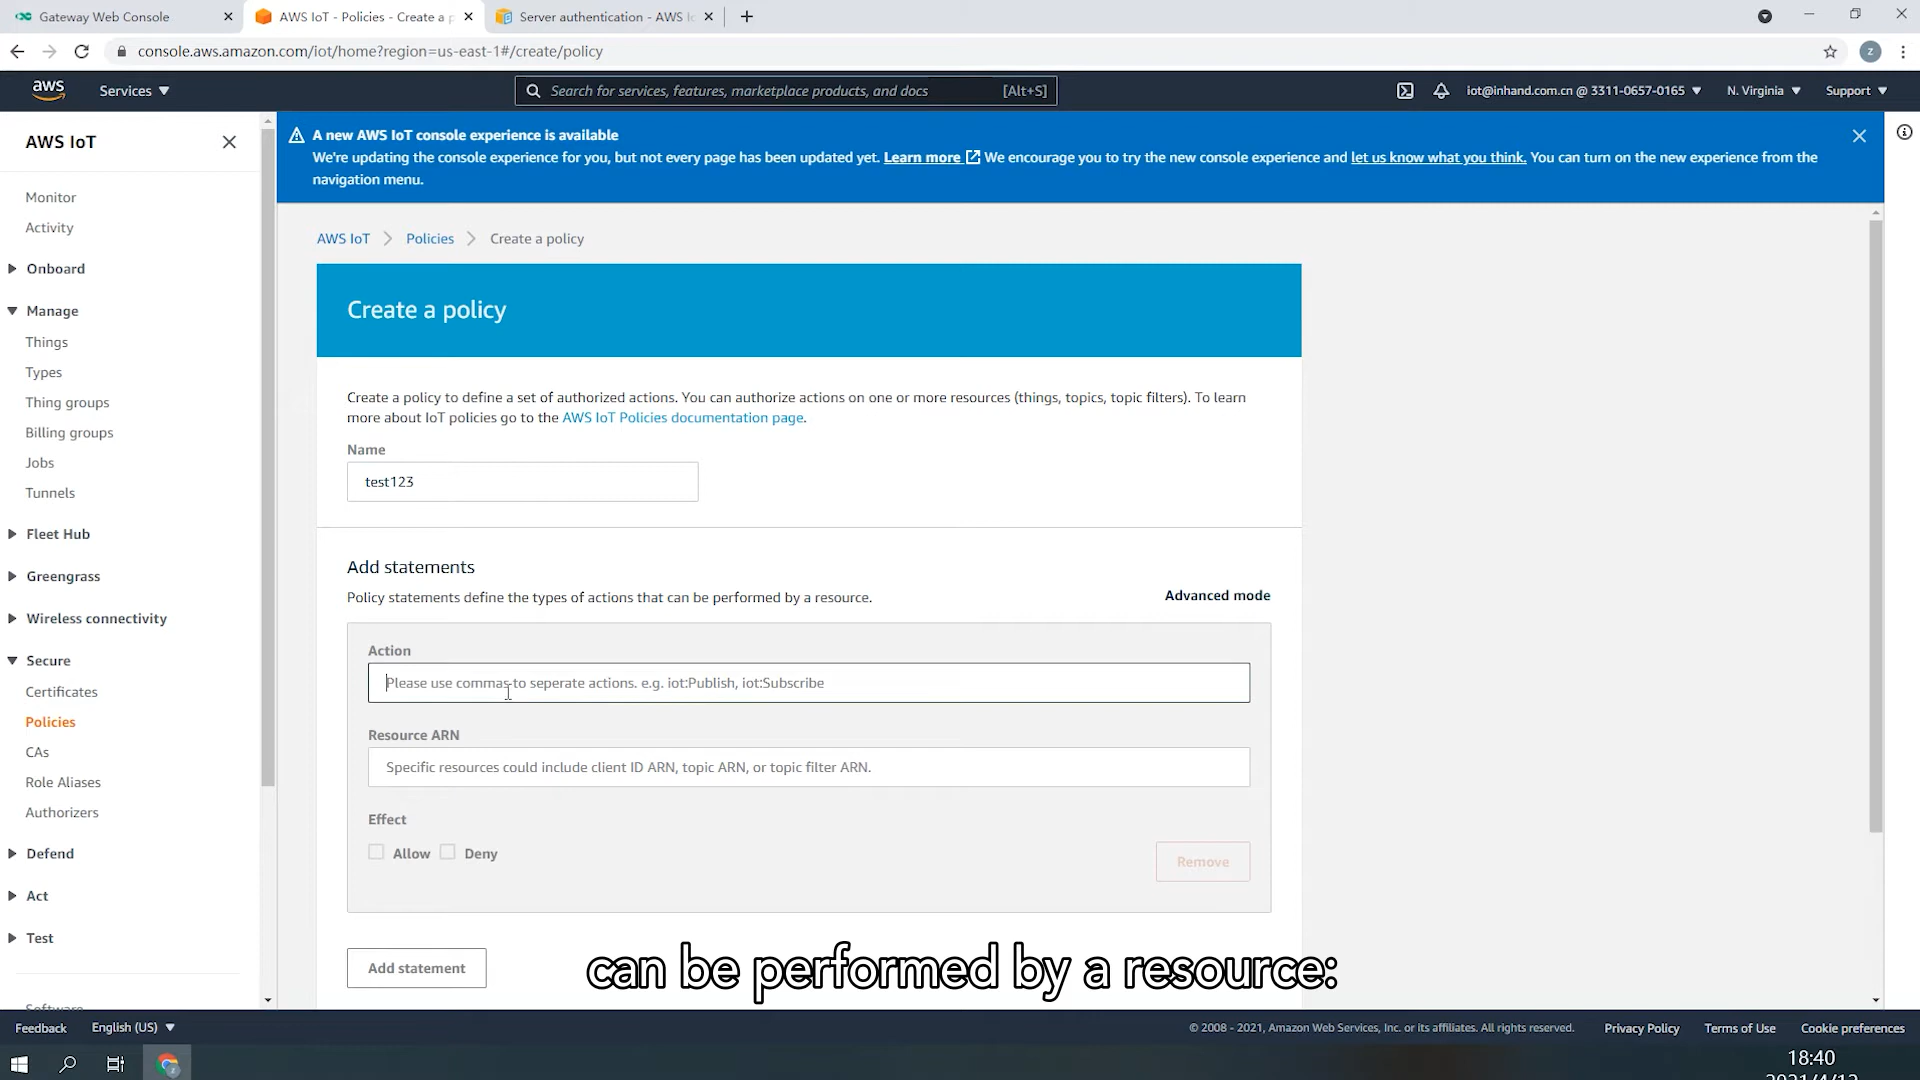 Gateway Web Console
AWS IoT - Policies - Create a p
Server authentication - AWS Io
console.aws.amazon.com/iot/home?region=us-east-1#/create/policy
Z
aws
Services
Search for services, features, marketplace products, and docs
[Alt+S]
iot@inhand.com.cn @ 3311-0657-0165
N. Virginia
Support
AWS IoT
Monitor
Activity
Onboard
Manage
Things
Types
Thing groups
Billing groups
Jobs
Tunnels
Fleet Hub
Greengrass
Wireless connectivity
Secure
Certificates
Policies
CAs
Role Aliases
Authorizers
Defend
Act
Test
Software
A new AWS IoT console experience is available
We're updating the console experience for you, but not every page has been updated yet. Learn more We encourage you to try the new console experience and let us know what you think. You can turn on the new experience from the
navigation menu.
AWS IoT
Policies
Create a policy
Create a policy
Create a policy to define a set of authorized actions. You can authorize actions on one or more resources (things, topics, topic filters). To learn
more about IoT policies go to the AWS IoT Policies documentation page.
Name
test123
Add statements
Policy statements define the types of actions that can be performed by a resource.
Advanced mode
Action
Please use commas to seperate actions. e.g. iot:Publish, iot:Subscribe
Resource ARN
Specific resources could include client ID ARN, topic ARN, or topic filter ARN.
Effect
Allow
Deny
Remove
Add statement
can be performed by a resource:
Feedback
English (US)
© 2008 - 2021, Amazon Web Services, Inc. or its affiliates. All rights reserved.
Privacy Policy
Terms of Use
Cookie preferences
18:40
2021/4/12